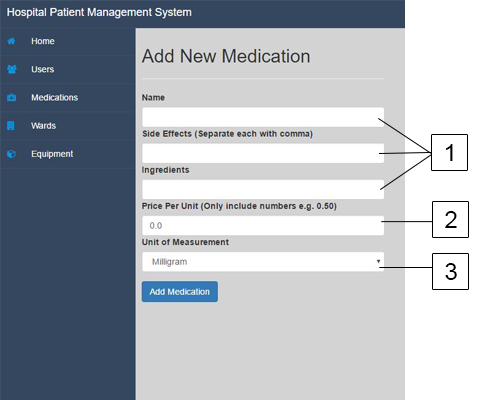 Hospital Patient Management System
Home
Users
Medications
Wards
Equipment
Add New Medication
Name
Side Effects (Separate each with comma)
Ingredients
Price Per Unit (Only include numbers e.g. 0.50)
0.0
Unit of Measurement
Milligram
Add Medication
1
2
3